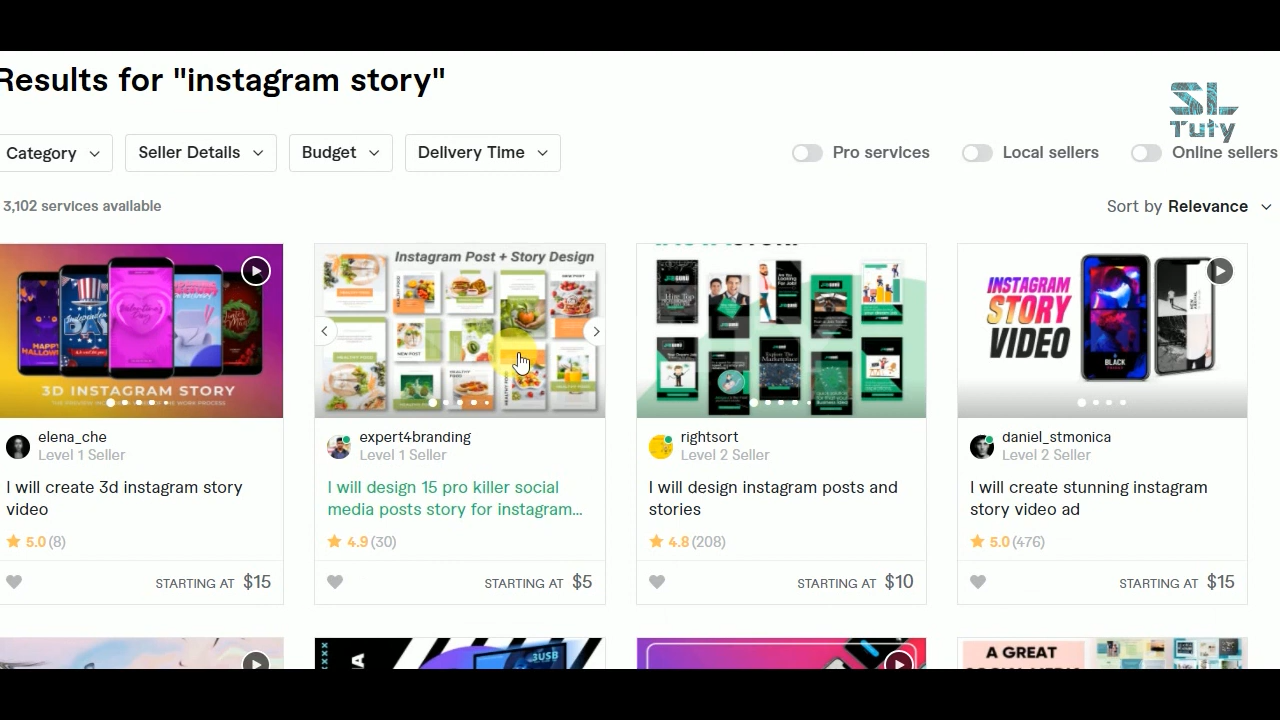 Results for "instagram story"
SL
Tuty
Category
Seller Details
Budget
Delivery Time
Pro services
Local sellers
Online sellers
3,102 services available
Sort by Relevance
HAPPY
3D INSTAGRAM STORY
Instagram Post + Story Design
INSTAGRAM
STORY
VIDEO
BLACK
elena_che
Level 1 Seller
I will create 3d instagram story
video
5.0 (8)
STARTING AT $15
expert4branding
Level 1 Seller
I will design 15 pro killer social
media posts story for instagram...
4.9 (30)
STARTING AT $5
rightsort
Level 2 Seller
I will design instagram posts and
stories
4.8 (208)
STARTING AT $10
daniel_stmonica
Level 2 Seller
I will create stunning instagram
story video ad
5.0 (476)
STARTING AT $15
3USB
A GREAT